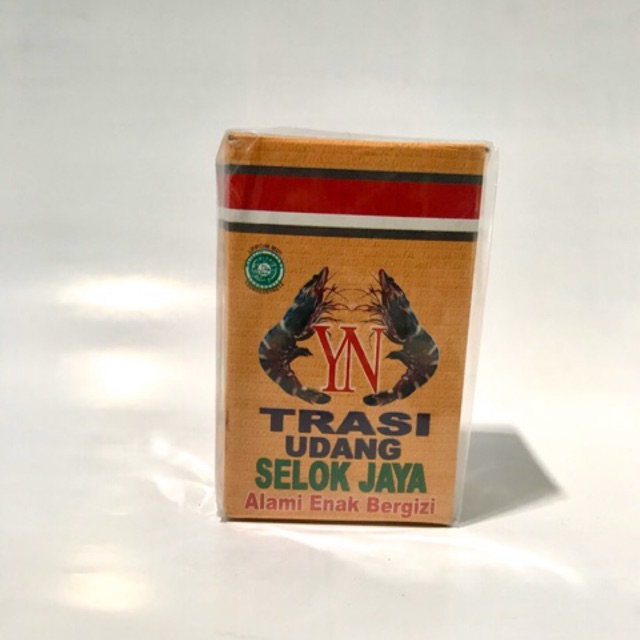 YN
TRASI
UDANG
SELOK JAYA
Alami Enak Bergizi